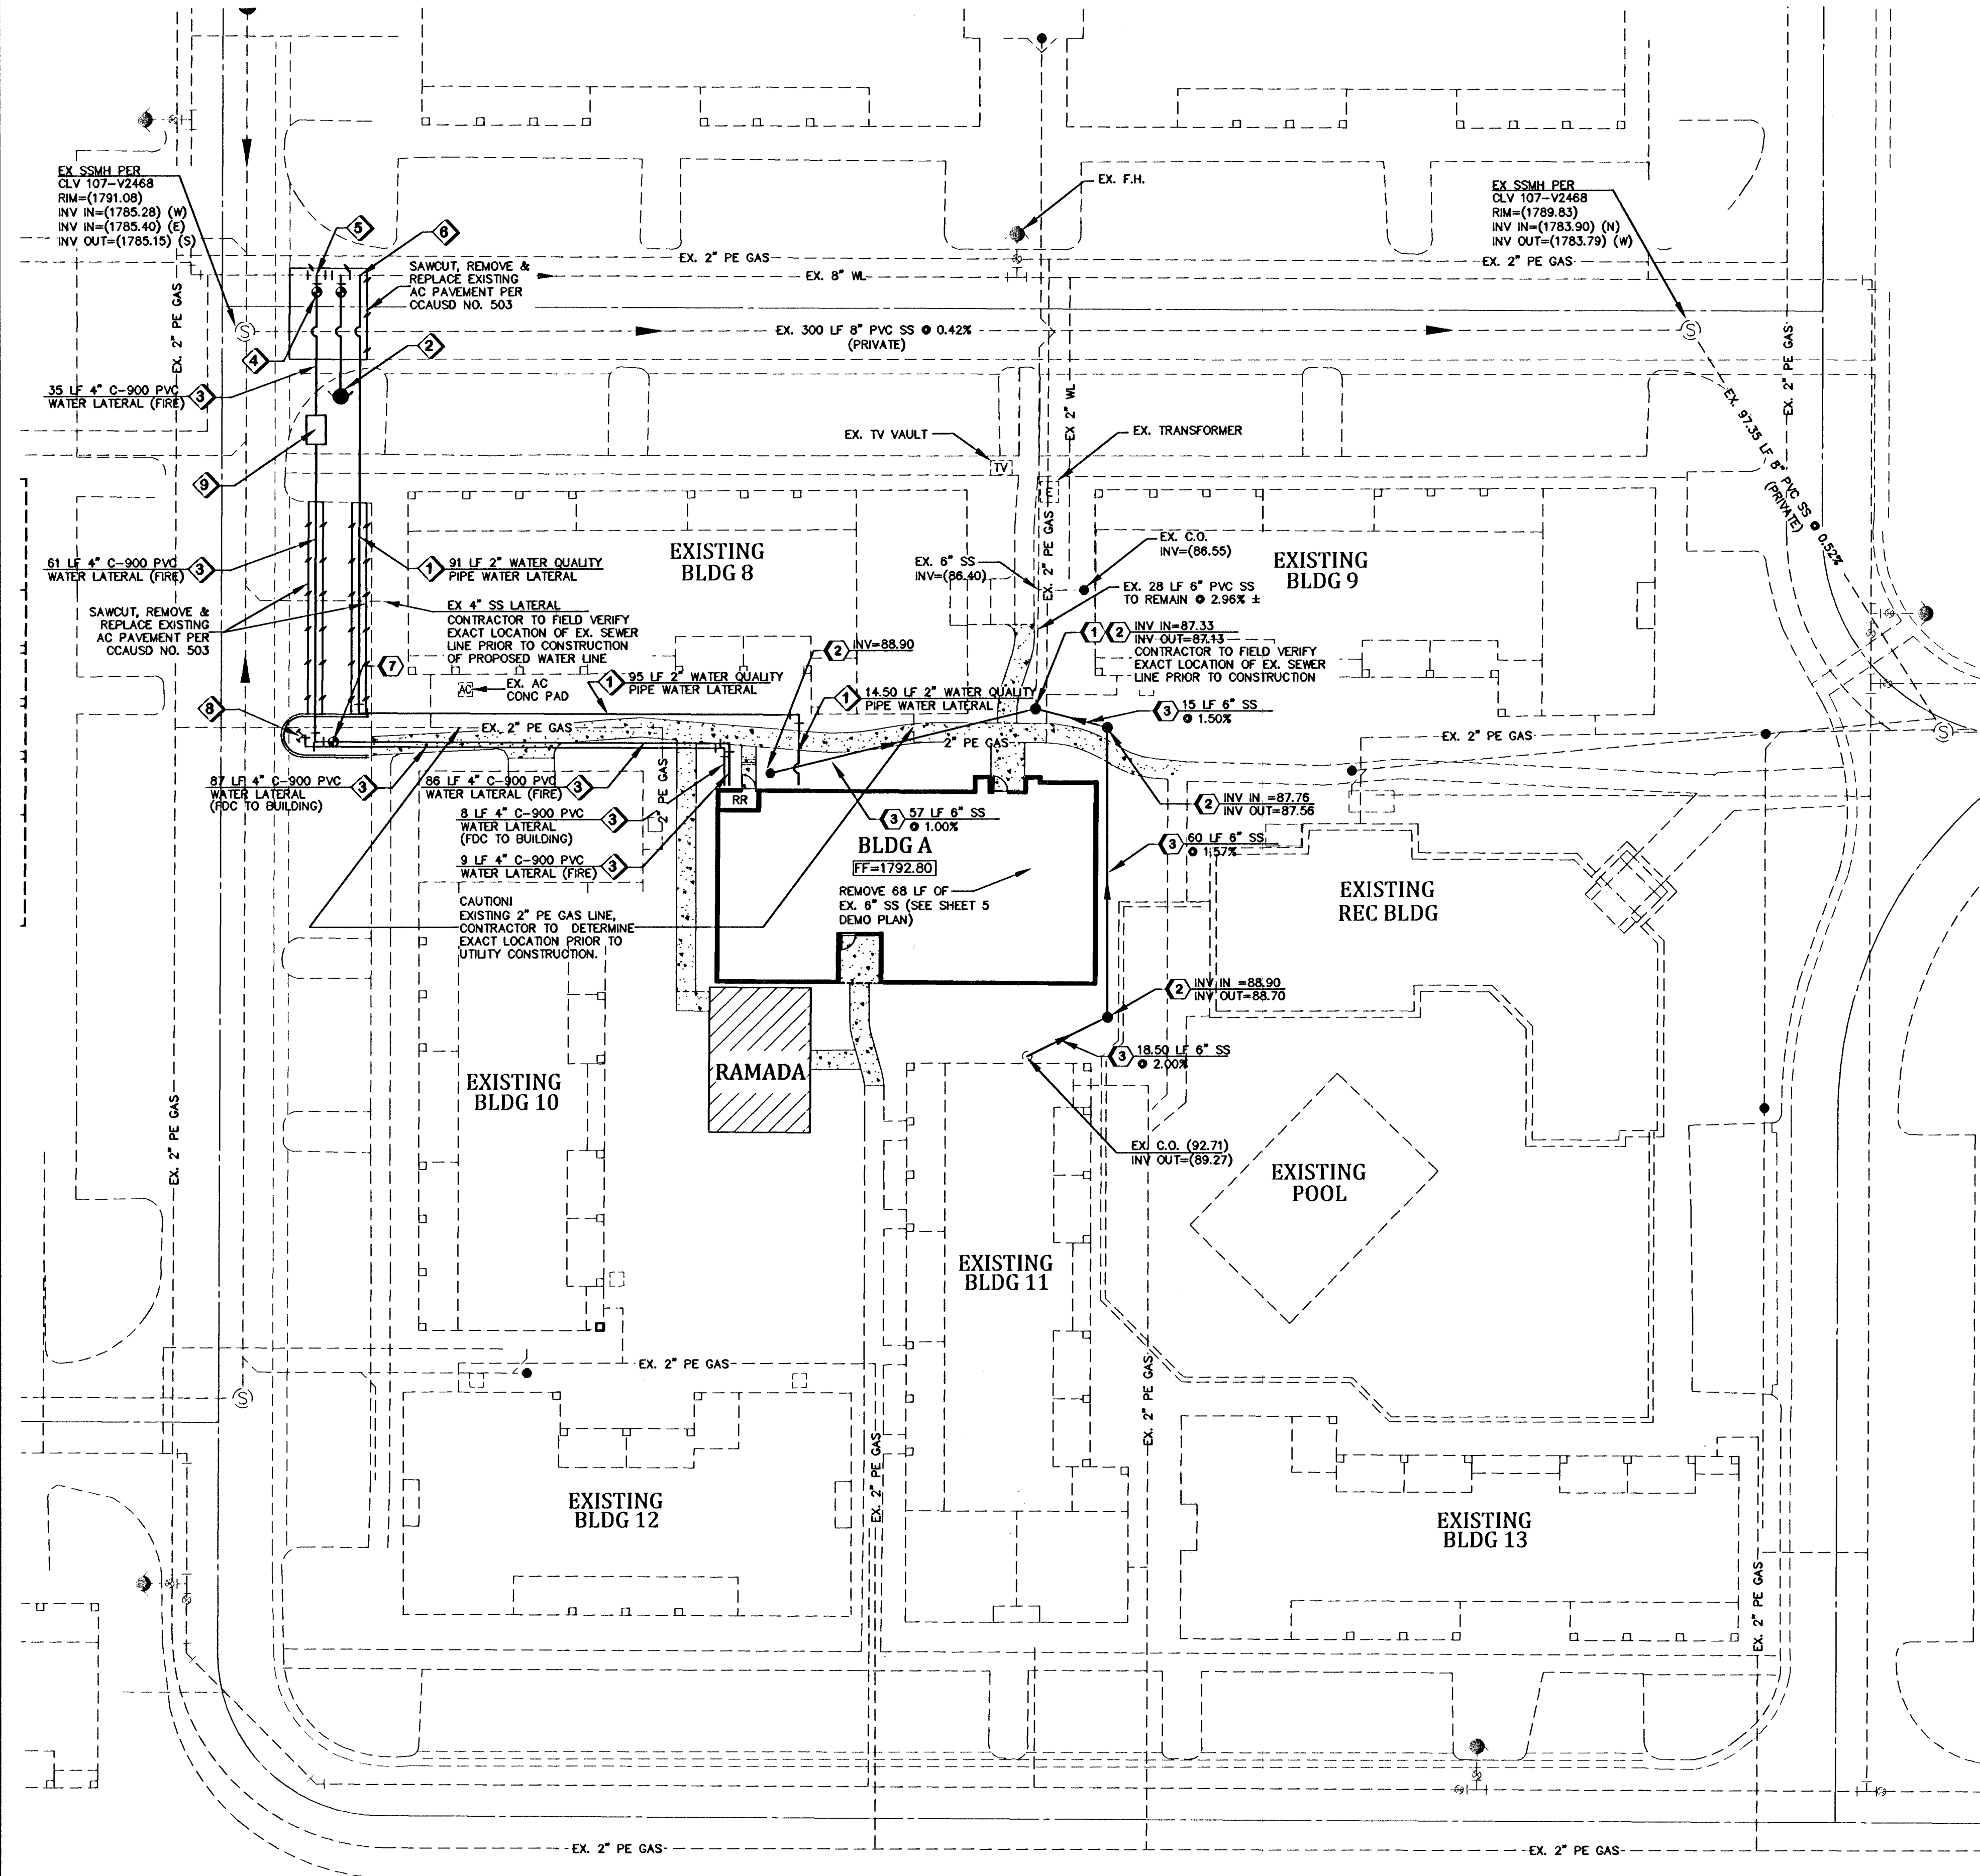 EX SSMH PER
CLV 107-V2468
RIM=(1791.08)
INV IN=(1785.28) (W)
INV IN=(1785.40) (E)
INV OUT=(1785.15) (S)
EX. 2" PE GAS
5
6
SAWCUT, REMOVE &
REPLACE EXISTING
AC PAVEMENT PER
CCAUSD NO. 503
EX. 2" PE GAS
EX. 8" WL
EX. F.H.
EX SSMH PER
CLV 107-V2468
RIM=(1789.83)
INV IN=(1783.90) (N)
INV OUT=(1783.79) (W)
EX. 2" PE GAS
S
EX. 300 LF 8" PVC SS @ 0.42%
(PRIVATE)
S
4
2
35 LF 4" C-900 PVC
WATER LATERAL (FIRE)
3
9
EX. TV VAULT
TV
EX 2" WL
EX. TRANSFORMER
EX. 2" PE GAS
EX. 97.35 LF 8" PVC SS @ 0.52%
(PRIVATE)
61 LF 4" C-900 PVC
WATER LATERAL (FIRE)
3
1
91 LF 2" WATER QUALITY
PIPE WATER LATERAL
EXISTING
BLDG 8
EX. 6" SS
INV=(86.40)
EX. 2" PE GAS
EX. C.O.
INV=(86.55)
EXISTING
BLDG 9
EX. 28 LF 6" PVC SS
TO REMAIN @ 2.96% ±
SAWCUT, REMOVE &
REPLACE EXISTING
AC PAVEMENT PER
CCAUSD NO. 503
EX 4" SS LATERAL
CONTRACTOR TO FIELD VERIFY
EXACT LOCATION OF EX. SEWER
LINE PRIOR TO CONSTRUCTION
OF PROPOSED WATER LINE
7
2
INV=88.90
1
2
INV IN=87.33
INV OUT=87.13
CONTRACTOR TO FIELD VERIFY
EXACT LOCATION OF EX. SEWER
LINE PRIOR TO CONSTRUCTION
AC
EX. AC
CONC PAD
1
95 LF 2" WATER QUALITY
PIPE WATER LATERAL
1
14.50 LF 2" WATER QUALITY
PIPE WATER LATERAL
3
15 LF 6" SS
@ 1.50%
8
EX. 2" PE GAS
2" PE GAS
2" PE GAS
EX. 2" PE GAS
S
87 LF 4" C-900 PVC
WATER LATERAL
(FDC TO BUILDING)
3
86 LF 4" C-900 PVC
WATER LATERAL (FIRE)
3
RR
8 LF 4" C-900 PVC
WATER LATERAL
(FDC TO BUILDING)
3
9 LF 4" C-900 PVC
WATER LATERAL (FIRE)
3
3
57 LF 6" SS
@ 1.00%
2
INV IN =87.76
INV OUT=87.56
3
60 LF 6" SS
@ 1.57%
BLDG A
FF=1792.80
REMOVE 68 LF OF
EX. 6" SS (SEE SHEET 5
DEMO PLAN)
EXISTING
REC BLDG
CAUTION!
EXISTING 2" PE GAS LINE,
CONTRACTOR TO DETERMINE
EXACT LOCATION PRIOR TO
UTILITY CONSTRUCTION.
2
INV IN =88.90
INV OUT=88.70
3
18.50 LF 6" SS
@ 2.00%
RAMADA
EXISTING
BLDG 10
EX. 2" PE GAS
EX. C.O. (92.71)
INV OUT=(89.27)
EXISTING
POOL
EXISTING
BLDG 11
EX. 2" PE GAS
S
EX. 2" PE GAS
EX. 2" PE GAS
EXISTING
BLDG 12
EXISTING
BLDG 13
EX. 2" PE GAS
EX. 2" PE GAS
EX. 2" PE GAS